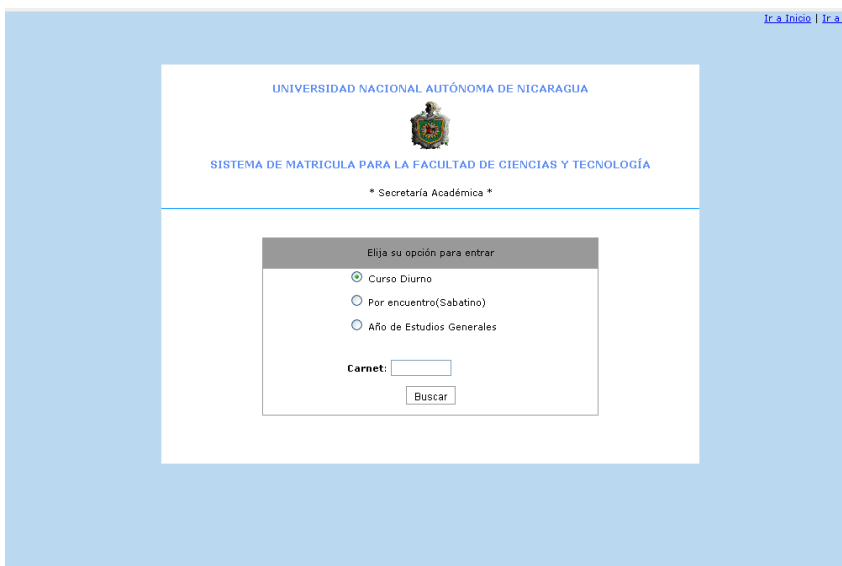 Ir a Inicio | Ir a
UNIVERSIDAD NACIONAL AUTÓNOMA DE NICARAGUA
SISTEMA DE MATRICULA PARA LA FACULTAD DE CIENCIAS Y TECNOLOGÍA
* Secretaría Académica *
Elija su opción para entrar
Curso Diurno
Por encuentro(Sabatino)
Año de Estudios Generales
Carnet:
Buscar